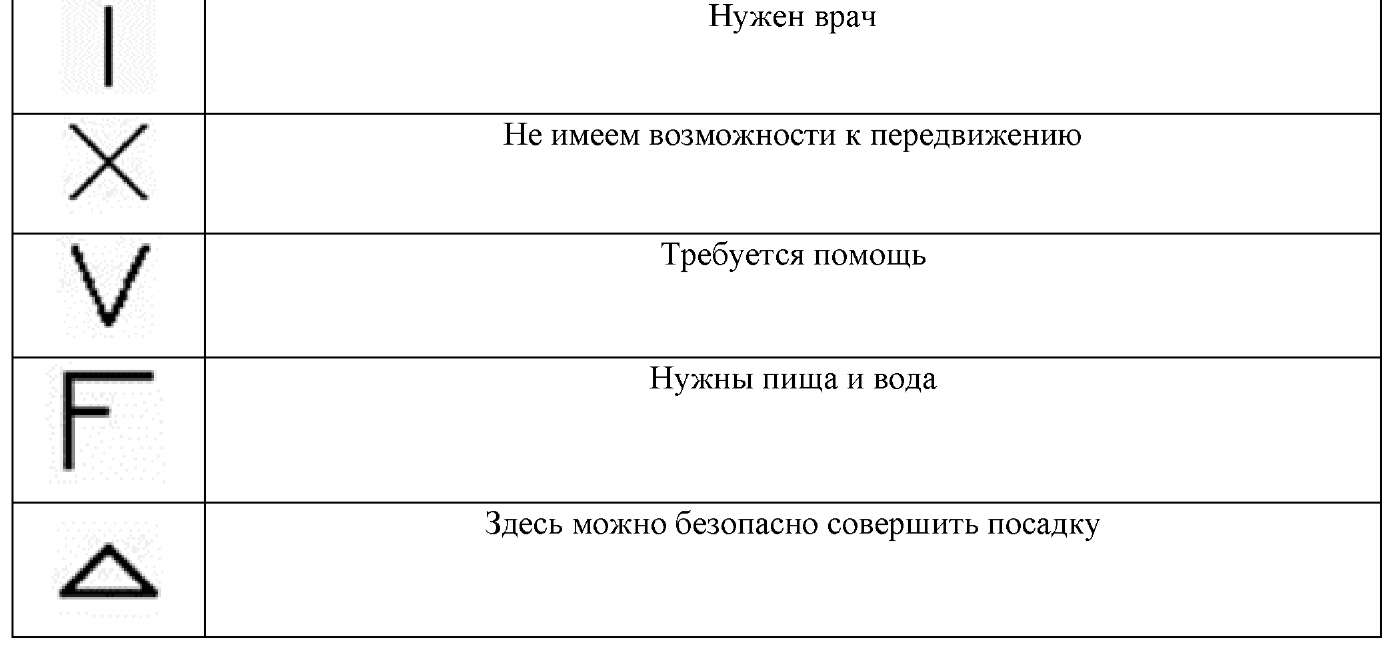 Нужен врач
Не имеем возможности к передвижению
Требуется помощь
F
Нужны пища и вода
Здесь можно безопасно совершить посадку